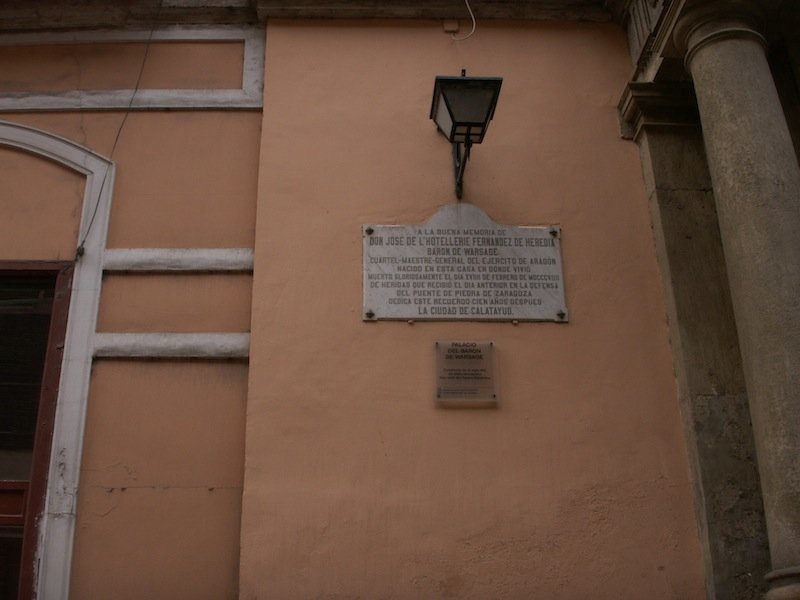 A LA BUENA MEMORIA DE
DON JOSE DE L'HOTELLERIE FERNANDEZ DE HEREDIA
BARON DE WARSAGE
CUARTEL-MAESTRE-GENERAL DEL EJERCITO DE ARAGÓN
NACIDO EN ESTA CASA EN DONDE VIVIO
MUERTO GLORIOSAMENTE EL DIA XVIII DE FEBRERO DE MDCCCVIIII
DE HERIDAS QUE RECIBIÓ EL DIA ANTERIOR EN LA DEFENSA
DEL PUENTE DE PIEDRA DE ZARAGOZA
DEDICA ESTE RECUERDO CIEN AÑOS DESPUES
LA CIUDAD DE CALATAYUD.
PALACIO
DEL BARON
DE WARSAGE